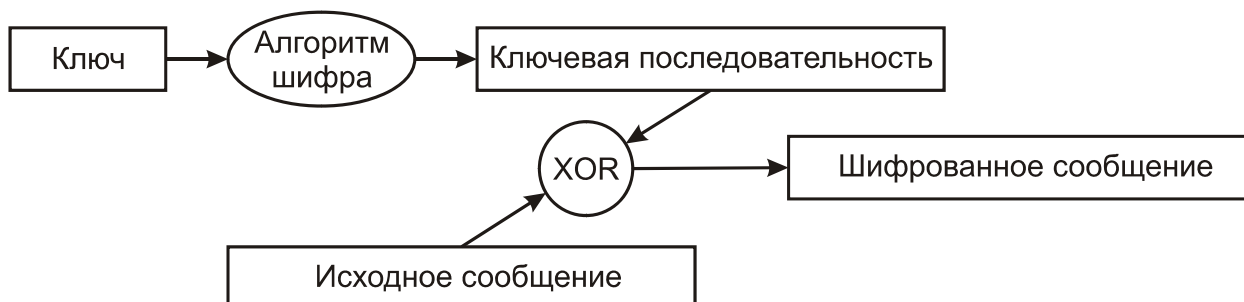 Ключ
Алгоритм
шифра
Ключевая последовательность
XOR
Шифрованное сообщение
Исходное сообщение